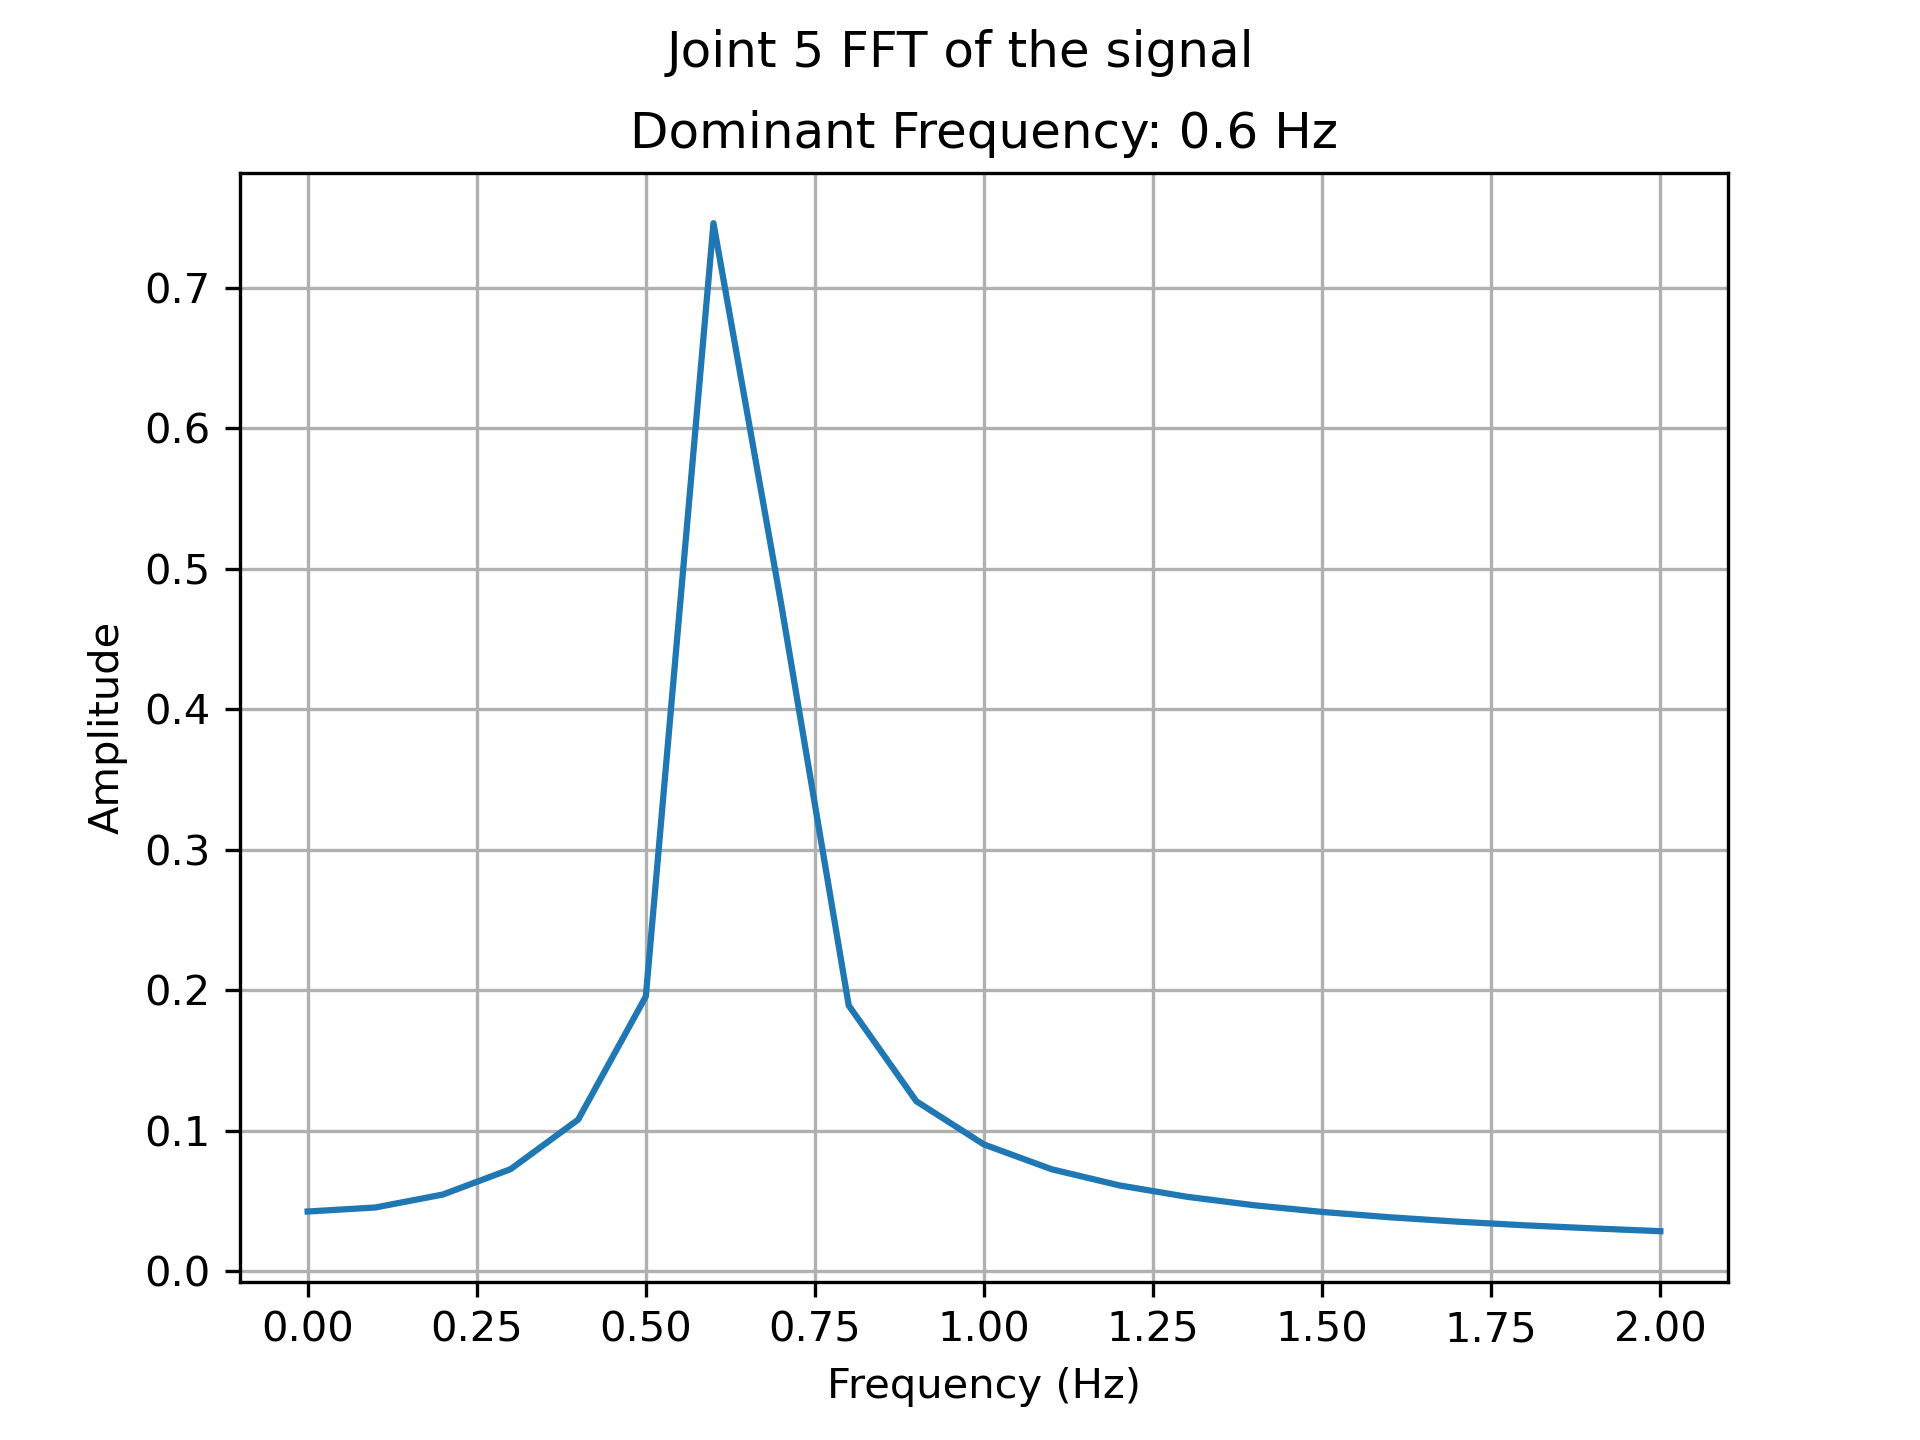 Joint 5 FFT of the signal
Dominant Frequency: 0.6 Hz
Amplitude
0.7
0.6
0.5
0.4
0.3
0.2
0.1
0.0
0.00 0.25 0.50 0.75 1.00 1.25 1.50 1.75 2.00
Frequency (Hz)